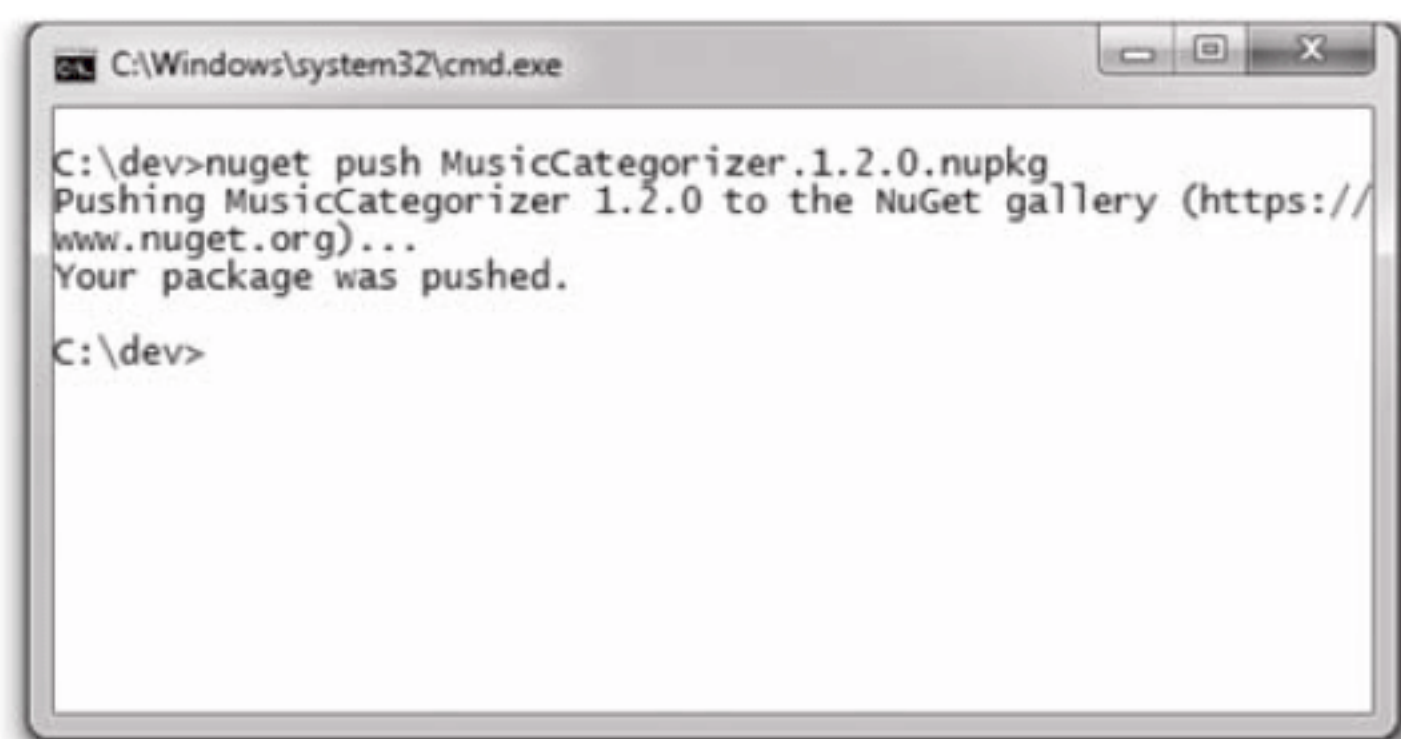 C:\Windows\system32\cmd.exe
C:\dev>nuget push MusicCategorizer.1.2.0.nupkg
Pushing MusicCategorizer 1.2.0 to the NuGet gallery (https://
www.nuget.org)...
Your package was pushed.
C:\dev>